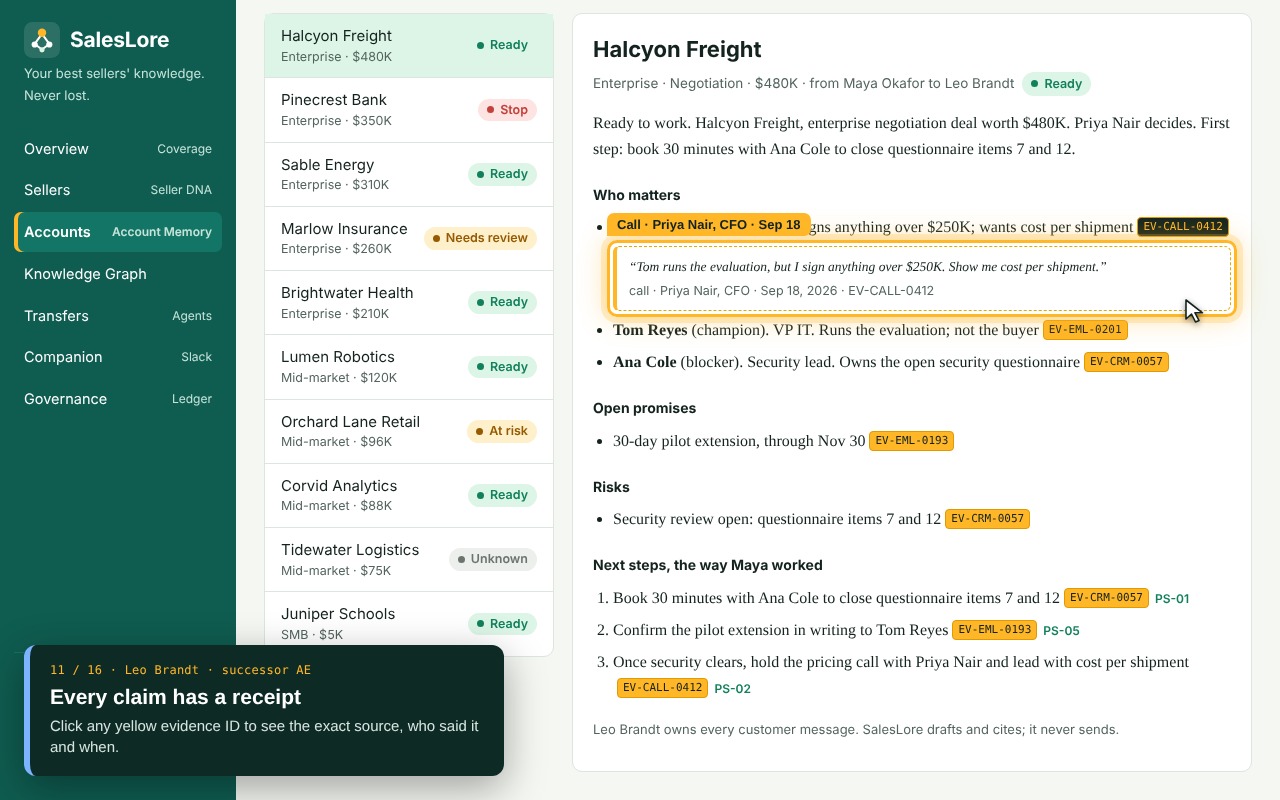 SalesLore
Your best sellers' knowledge.
Never lost.
Overview Coverage
Sellers Seller DNA
Accounts Account Memory
Knowledge Graph
Transfers Agents
Companion Slack
Governance Ledger
Halcyon Freight
Enterprise · $480K
Ready
Pinecrest Bank
Enterprise · $350K
Stop
Sable Energy
Enterprise · $310K
Ready
Marlow Insurance
Enterprise · $260K
Needs review
Brightwater Health
Enterprise · $210K
Ready
Lumen Robotics
Mid-market · $120K
Ready
Orchard Lane Retail
Mid-market · $96K
At risk
Corvid Analytics
Mid-market · $88K
Ready
Tidewater Logistics
Mid-market · $75K
Unknown
Juniper Schools
SMB · $5K
Ready
Halcyon Freight
Enterprise · Negotiation · $480K · from Maya Okafor to Leo Brandt Ready
Ready to work. Halcyon Freight, enterprise negotiation deal worth $480K. Priya Nair decides. First
step: book 30 minutes with Ana Cole to close questionnaire items 7 and 12.
Who matters
Call · Priya Nair, CFO · Sep 18
anything over $250K; wants cost per shipment EV-CALL-0412
“Tom runs the evaluation, but I sign anything over $250K. Show me cost per shipment.”
call · Priya Nair, CFO · Sep 18, 2026 · EV-CALL-0412
Tom Reyes (champion). VP IT. Runs the evaluation; not the buyer EV-EML-0201
Ana Cole (blocker). Security lead. Owns the open security questionnaire EV-CRM-0057
Open promises
30-day pilot extension, through Nov 30 EV-EML-0193
Risks
Security review open: questionnaire items 7 and 12 EV-CRM-0057
Next steps, the way Maya worked
1. Book 30 minutes with Ana Cole to close questionnaire items 7 and 12 EV-CRM-0057 PS-01
2. Confirm the pilot extension in writing to Tom Reyes EV-EML-0193 PS-05
3. Once security clears, hold the pricing call with Priya Nair and lead with cost per shipment
EV-CALL-0412 PS-02
Leo Brandt owns every customer message. SalesLore drafts and cites; it never sends.
11 / 16 · Leo Brandt · successor AE
Every claim has a receipt
Click any yellow evidence ID to see the exact source, who said it
and when.